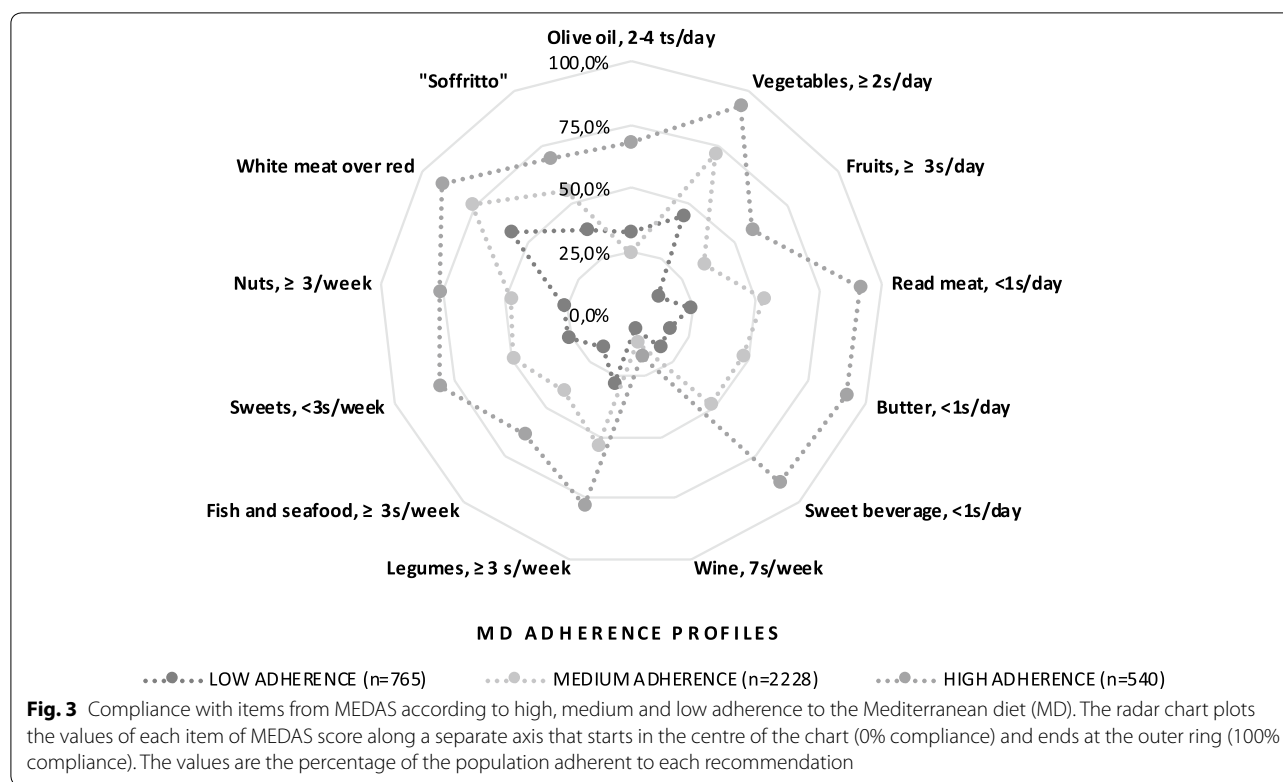 Olive oil, 2-4 ts/day
100,0%
"Soffritto"
Vegetables, ≥ 2s/day
75,0%
White meat over red
Fruits, ≥ 3s/day
50,0%
25,0%
Nuts, ≥ 3/week
Read meat, <1s/day
0,0%
Sweets, <3s/week
Butter, <1s/day
Fish and seafood, ≥ 3s/week
Sweet beverage, <1s/day
Legumes, ≥ 3 s/week
Wine, 7s/week
MD ADHERENCE PROFILES
LOW ADHERENCE (n=765)
MEDIUM ADHERENCE (n=2228)
HIGH ADHERENCE (n=540)
Fig. 3 Compliance with items from MEDAS according to high, medium and low adherence to the Mediterranean diet (MD). The radar chart plots
the values of each item of MEDAS score along a separate axis that starts in the centre of the chart (0% compliance) and ends at the outer ring (100%
compliance). The values are the percentage of the population adherent to each recommendation